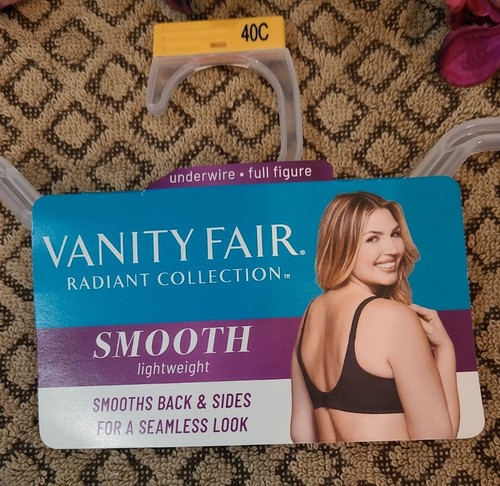 40C
underwire • full figure
VANITY FAIR®
RADIANT COLLECTION™
SMOOTH
lightweight
SMOOTHS BACK & SIDES
FOR A SEAMLESS LOOK